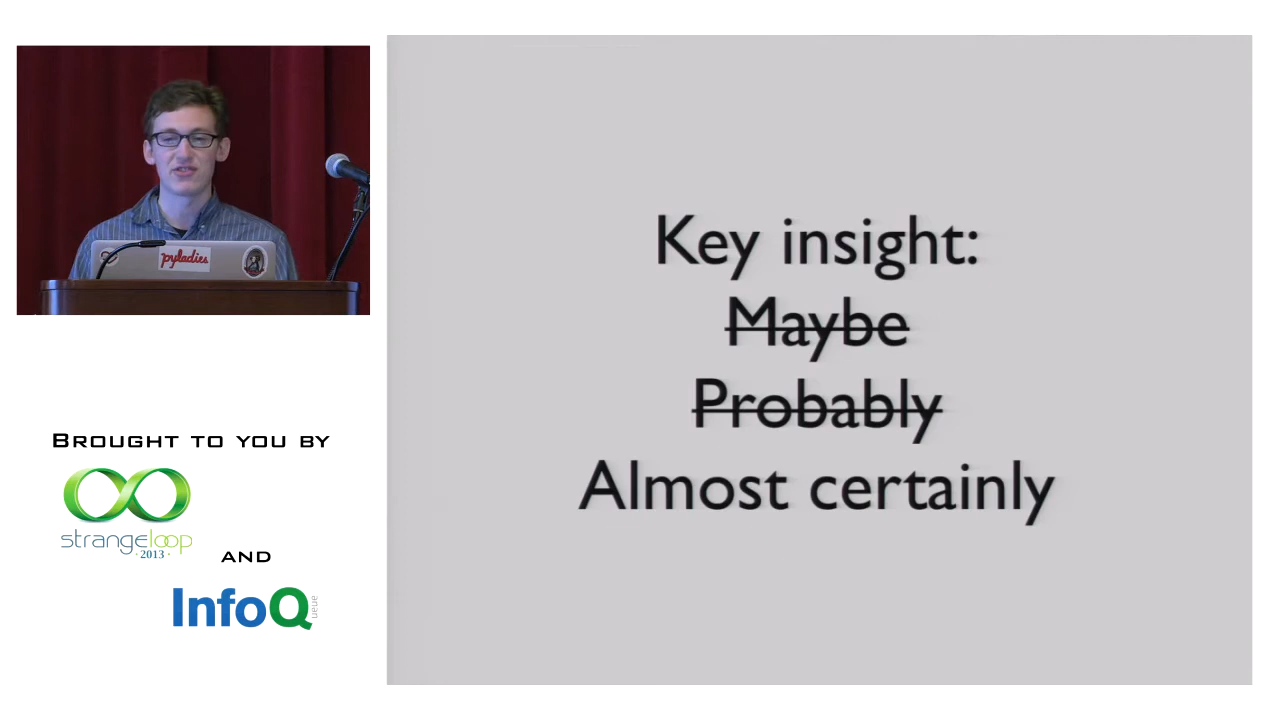 pyladies
Key insight:
Maybe
Probably
Almost certainly
BROUGHT TO YOU BY
strangeloop
· 2013 ·
AND
InfoQ